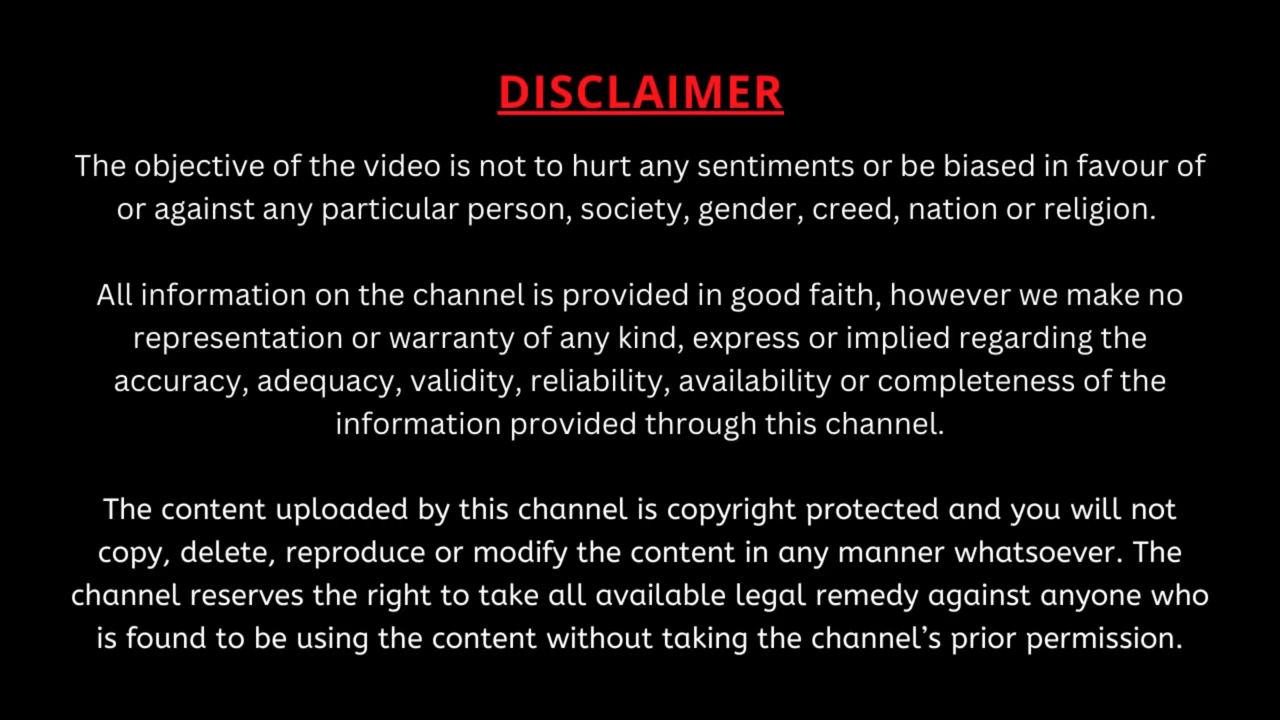 DISCLAIMER
The objective of the video is not to hurt any sentiments or be biased in favour of
or against any particular person, society, gender, creed, nation or religion.
All information on the channel is provided in good faith, however we make no
representation or warranty of any kind, express or implied regarding the
accuracy, adequacy, validity, reliability, availability or completeness of the
information provided through this channel.
The content uploaded by this channel is copyright protected and you will not
copy, delete, reproduce or modify the content in any manner whatsoever. The
channel reserves the right to take all available legal remedy against anyone who
is found to be using the content without taking the channel’s prior permission.